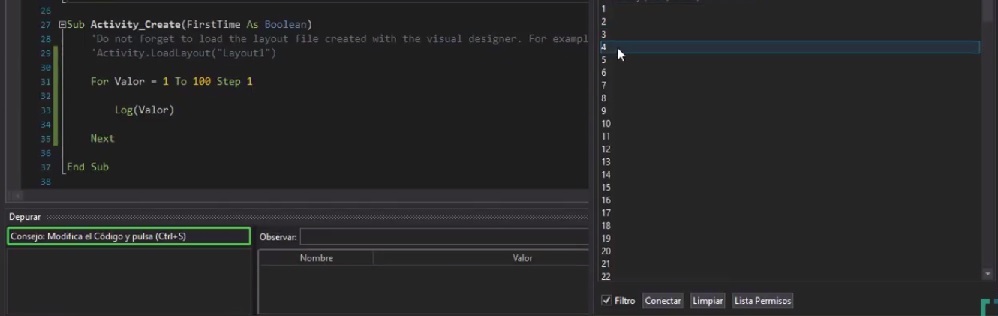 26
27 Sub Activity_Create(FirstTime As Boolean)
28 'Do not forget to load the layout file created with the visual designer. For exampl
29 'Activity.LoadLayout("Layout1")
30
31 For Valor = 1 To 100 Step 1
32
33 Log(Valor)
34
35 Next
36
37 End Sub
38
Depurar
Consejo: Modifica el Código y pulsa (Ctrl+S)
Observar:
Nombre Valor
1
2
3
4
5
6
7
8
9
10
11
12
13
14
15
16
17
18
19
20
21
22
Filtro Conectar Limpiar Lista Permisos